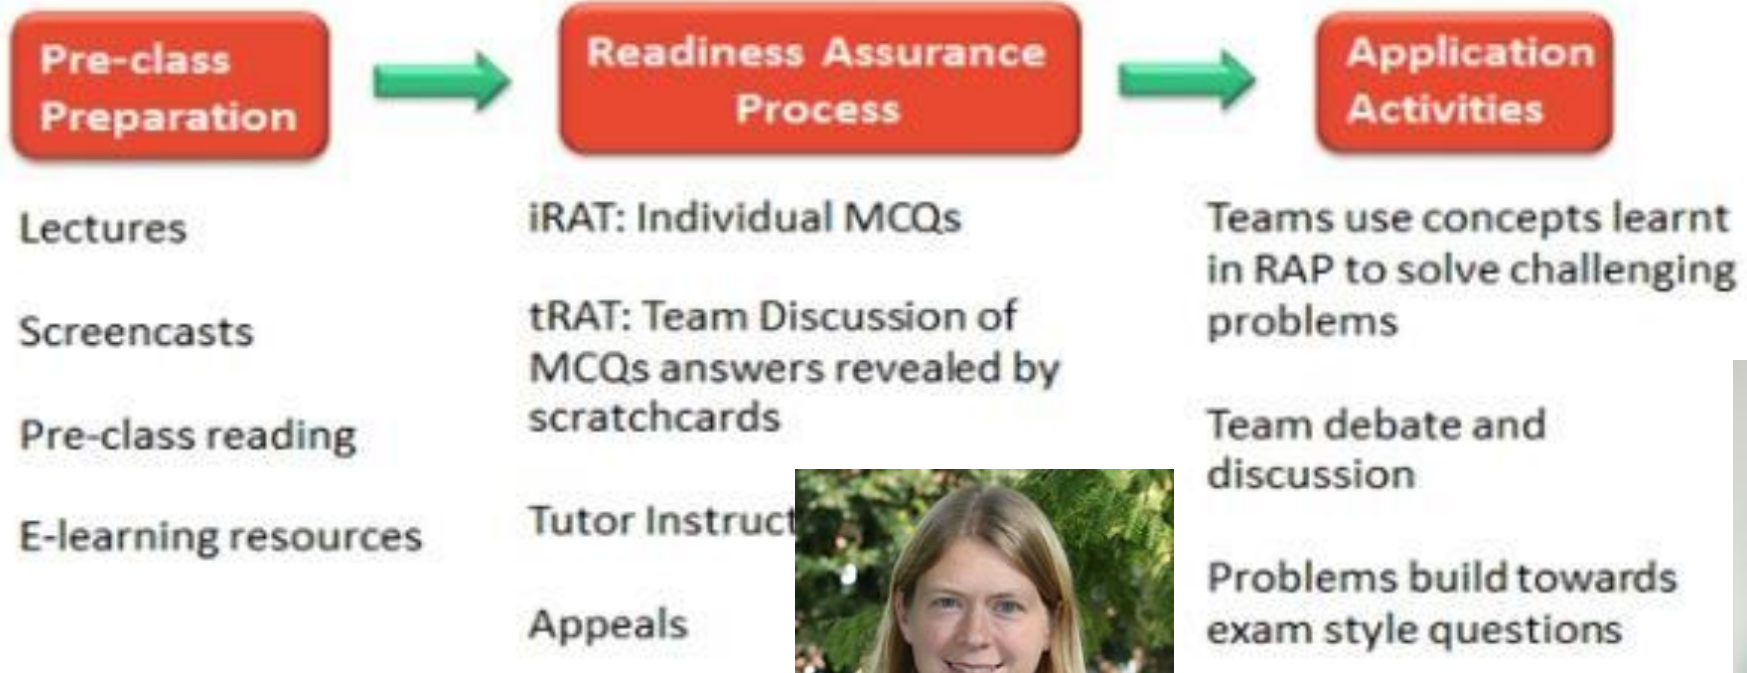 Pre-class
Preparation
Lectures
Screencasts
Pre-class reading
E-learning resources
Readiness Assurance
Process
iRAT: Individual MCQs
tRAT: Team Discussion of
MCQs answers revealed by
scratchcards
Tutor Instruct
Appeals
Application
Activities
Teams use concepts learnt
in RAP to solve challenging
problems
Team debate and
discussion
Problems build towards
exam style questions